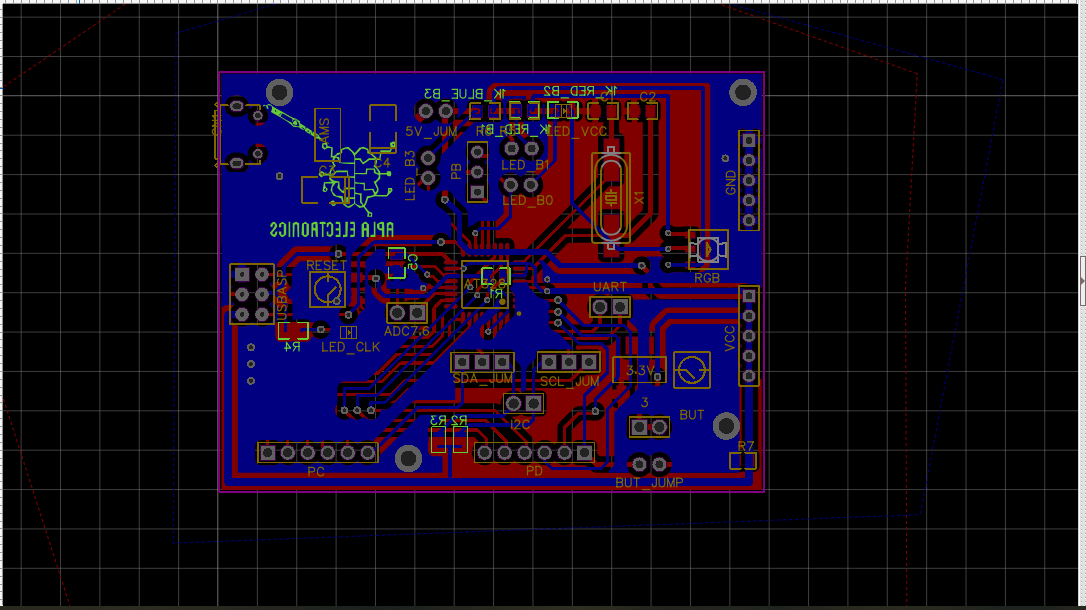 1K_BLUE_B3
1K_RED_B2
C2
5V_JUM
1K_RED_B1
LED_VCC
AMS
C4
LED_B3
PB
LED_B1
LED_B0
X1
GND
APLA ELECTRONICS
RESET
C5
RGB
USBASP
UART
R4
LED_CLK
ADC7,6
VCC
SDA_JUM
SCL_JUM
3.3V
3
BUT
I2C
R3
R2
R7
PC
PD
BUT_JUMP